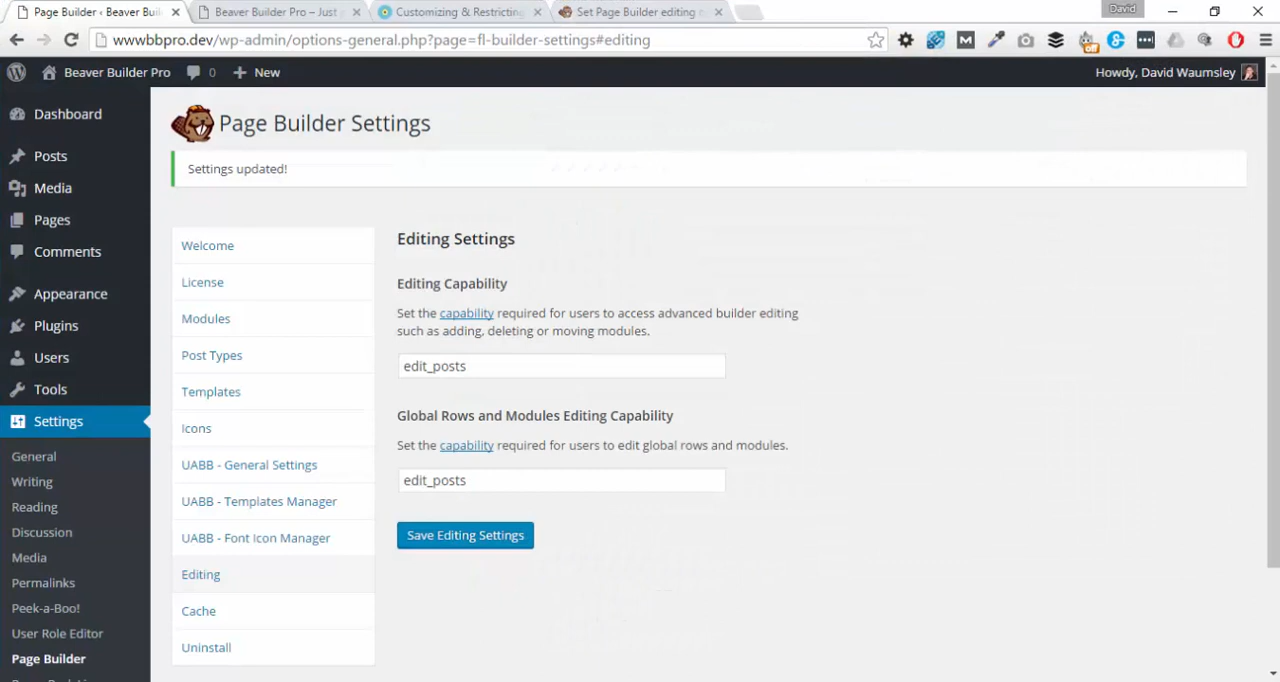 Page Builder ‹ Beaver Bui
Beaver Builder Pro – Just
Customizing & Restricting
Set Page Builder editing
David
wwwbbpro.dev/wp-admin/options-general.php?page=fl-builder-settings#editing
Beaver Builder Pro
0
New
Howdy, David Waumsley
Dashboard
Posts
Media
Pages
Comments
Appearance
Plugins
Users
Tools
Settings
General
Writing
Reading
Discussion
Media
Permalinks
Peek-a-Boo!
User Role Editor
Page Builder
Page Builder Settings
Settings updated!
Welcome
License
Modules
Post Types
Templates
Icons
UABB - General Settings
UABB - Templates Manager
UABB - Font Icon Manager
Editing
Cache
Uninstall
Editing Settings
Editing Capability
Set the capability required for users to access advanced builder editing
such as adding, deleting or moving modules.
edit_posts
Global Rows and Modules Editing Capability
Set the capability required for users to edit global rows and modules.
edit_posts
Save Editing Settings